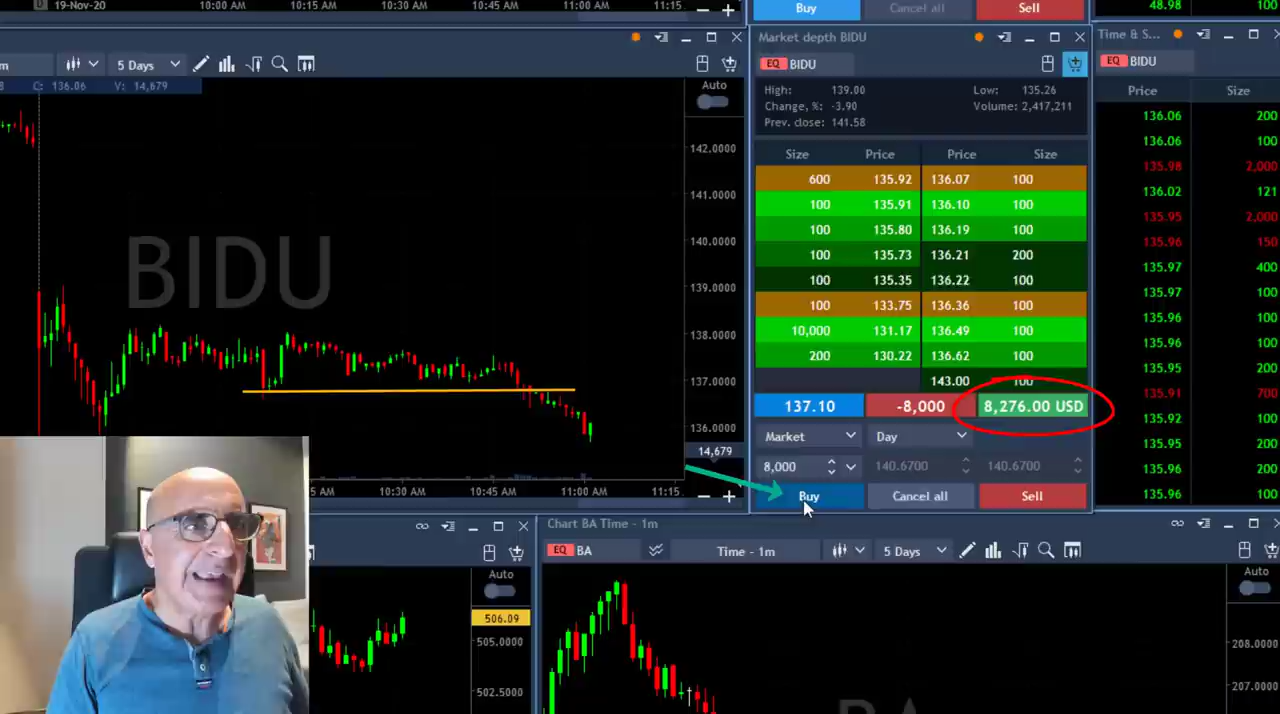 19-Nov-20 10:00 AM 10:15 AM 10:30 AM 10:45 AM 11:00 AM 11:15
Buy Cancel all Sell
48.98 100
Market depth BIDU
Time & S...
m 5 Days
EQ BIDU
EQ BIDU
C: 136.06 V: 14,679
Auto
High: 139.00 Low: 135.26
Change, %: -3.90 Volume: 2,417,211
Prev. close: 141.58
Price Size
Size Price Price Size
600 135.92 136.07 100
100 135.91 136.10 100
100 135.80 136.19 100
100 135.73 136.21 200
100 135.35 136.22 100
100 133.75 136.36 100
10,000 131.17 136.49 100
200 130.22 136.62 100
143.00 100
137.10 -8,000 8,276.00 USD
Market Day
8,000 140.6700 140.6700
Buy Cancel all Sell
136.06 200
136.06 100
135.98 2,000
136.02 121
135.95 2,000
135.96 150
135.97 400
135.97 100
135.96 100
135.96 100
135.95 200
135.91 700
135.92 100
135.95 200
135.96 200
135.96 100
BIDU
142.0000
141.0000
140.0000
139.0000
138.0000
137.0000
136.0000
14,679
AM 10:30 AM 10:45 AM 11:00 AM 11:15
Chart BA Time - 1m
EQ BA Time - 1m 5 Days
Auto
506.09
505.0000
502.5000
Auto
208.0000
207.0000
BA